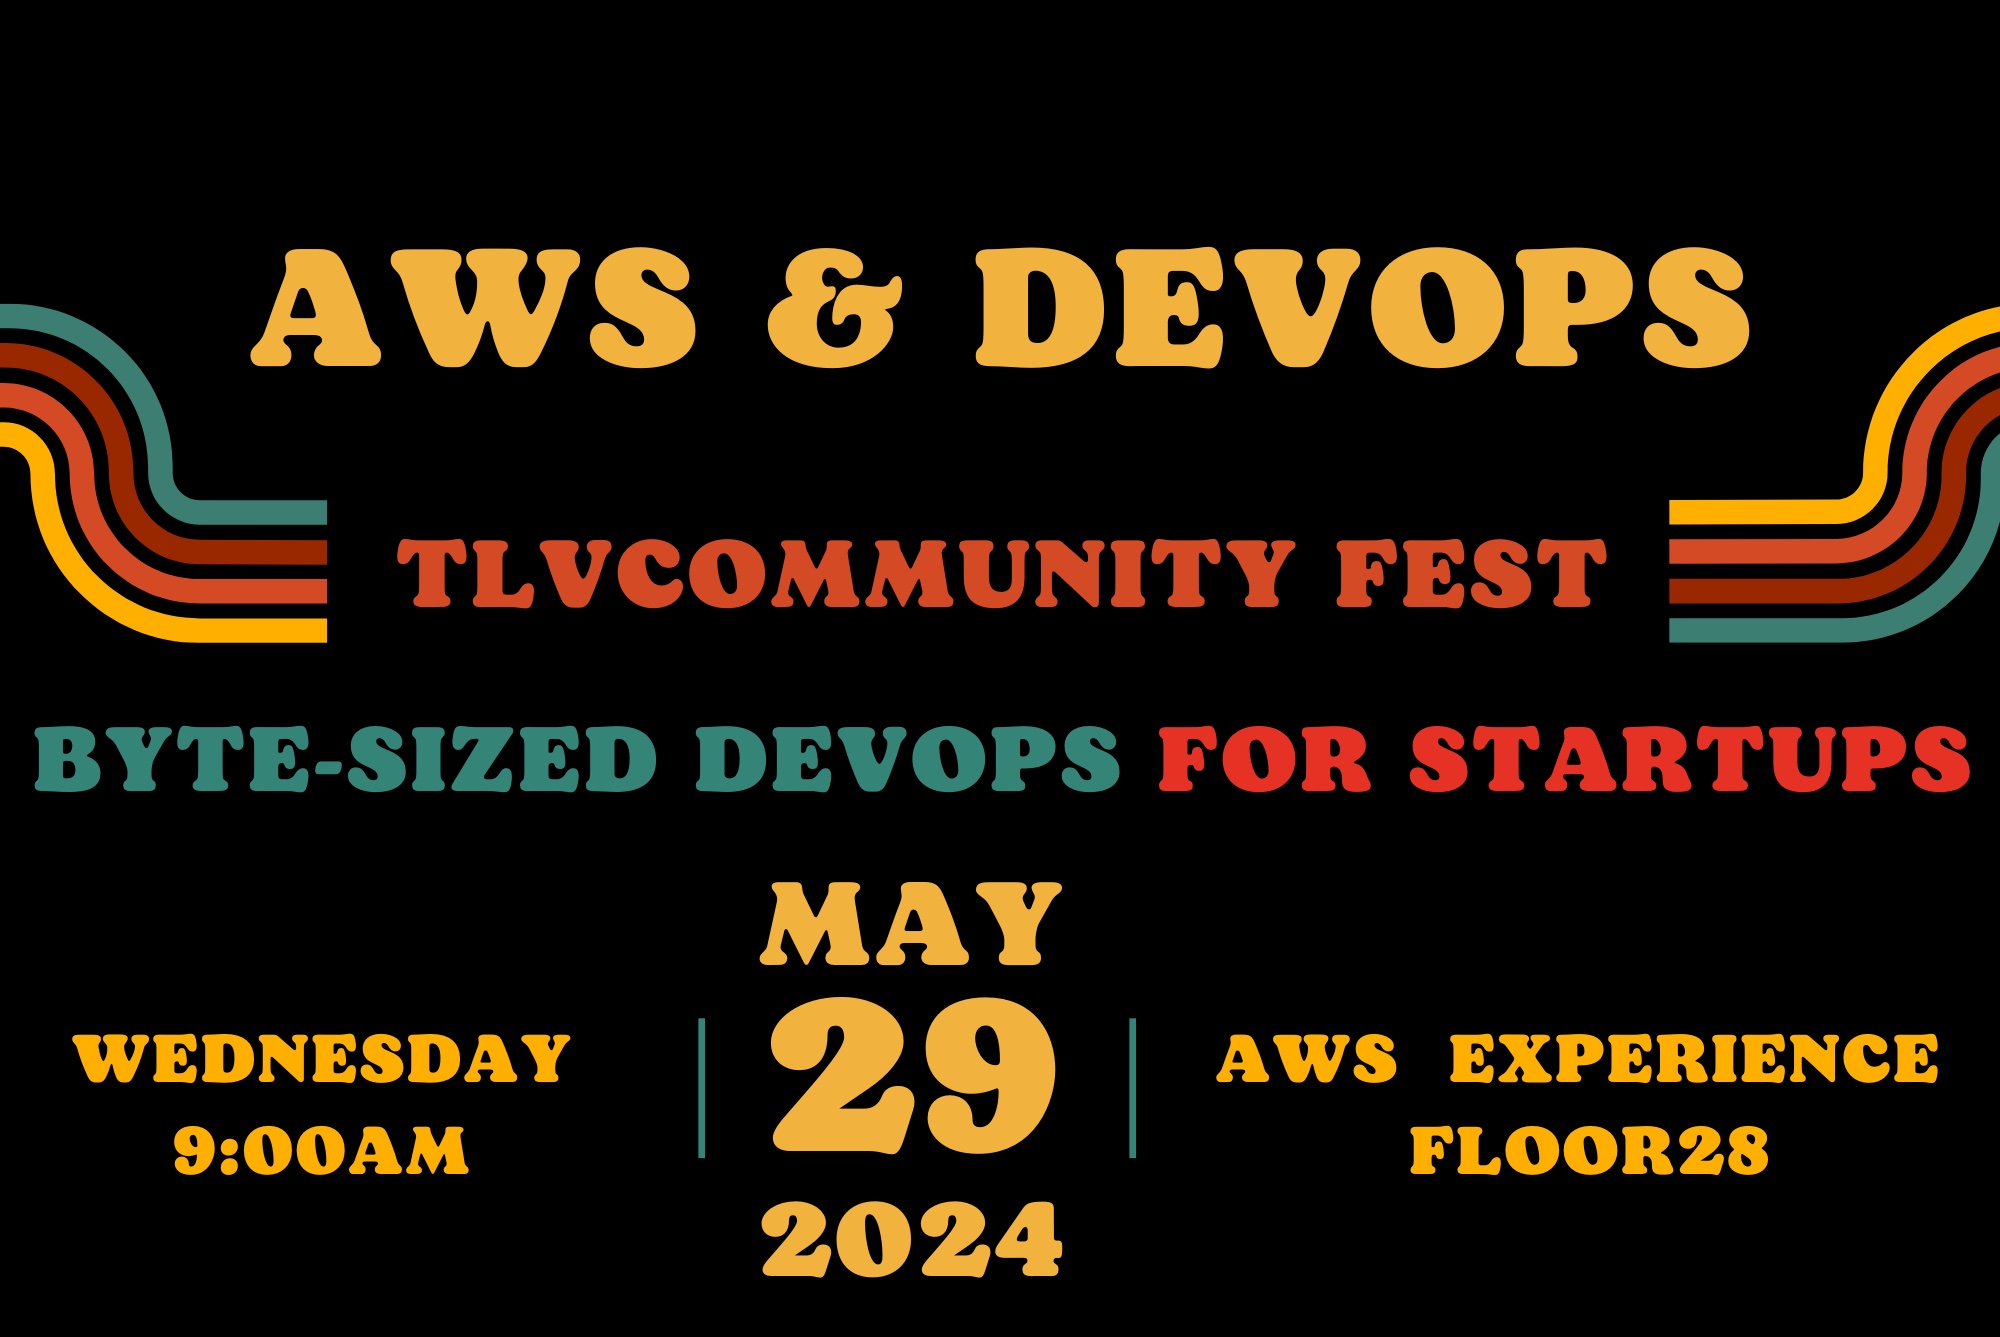 AWS & DEVOPS
TLVCOMMUNITY FEST
BYTE-SIZED DEVOPS FOR STARTUPS
MAY
29
2024
WEDNESDAY
9:00AM
AWS EXPERIENCE
FLOOR28